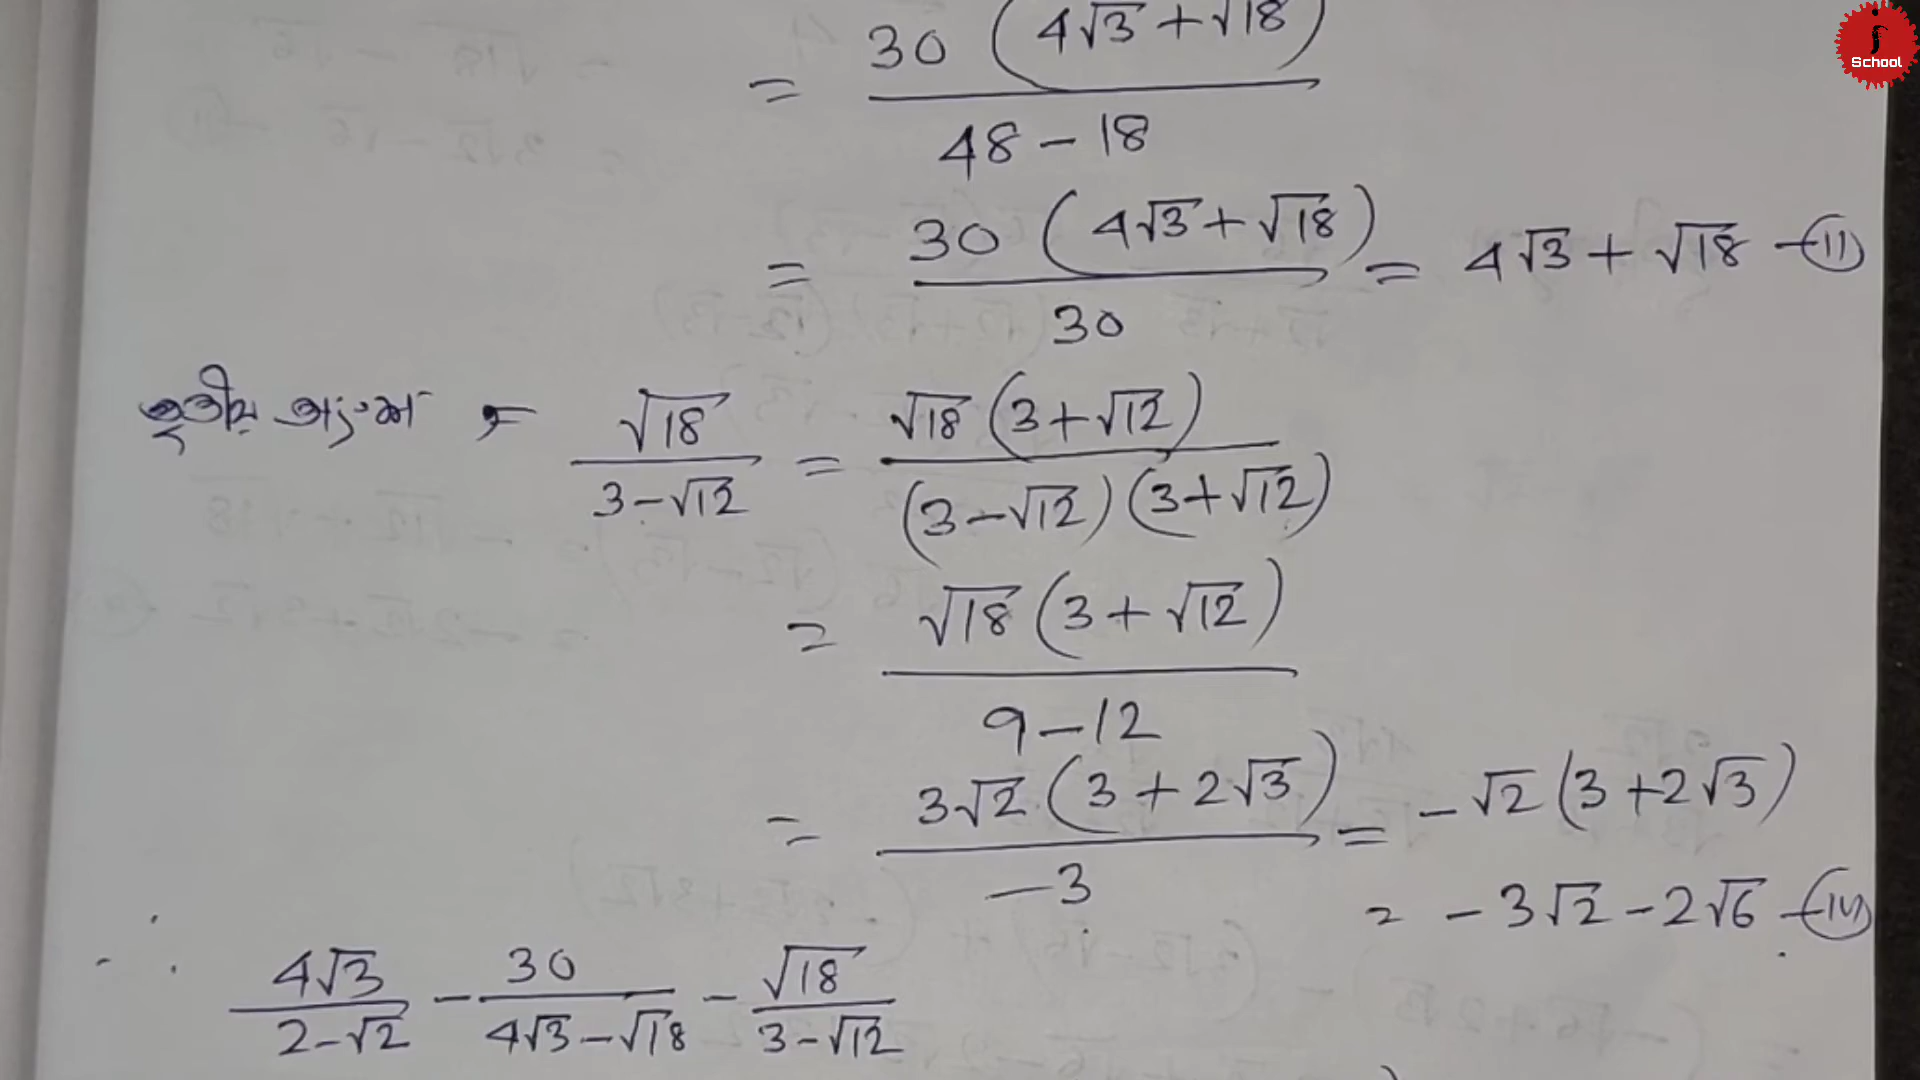 = 30 (4√3 + √18) / 48 - 18
= 30 (4√3 + √18) / 30 = 4√3 + √18 - (ii)
তৃতীয় অংশ = √18 / 3 - √12 = √18 (3 + √12) / (3 - √12) (3 + √12)
= √18 (3 + √12) / 9 - 12
= 3√2 (3 + 2√3) / -3 = - √2 (3 + 2√3)
= - 3√2 - 2√6 - (iv)
∴ 4√3 / 2 - √2 - 30 / 4√3 - √18 - √18 / 3 - √12
School